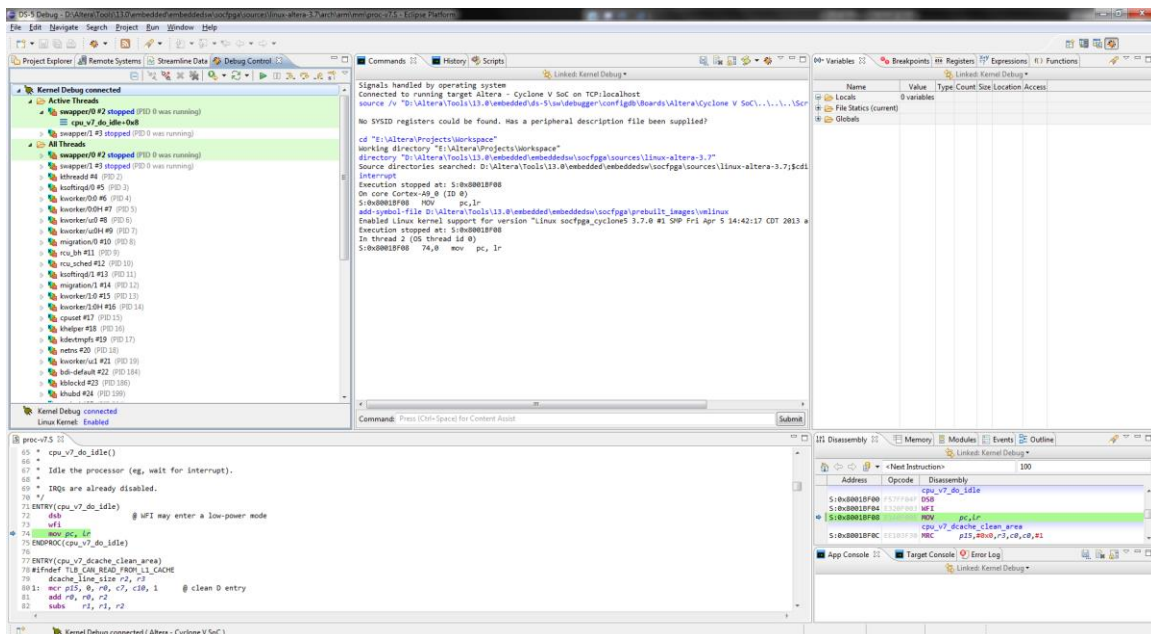 DS-5 Debug - D:\Altera\Tools\13.0\embedded\embeddedsw\socfpga\sources\linux-altera-3.7\arch\arm\mm\proc-v7.S - Eclipse Platform
File Edit Navigate Search Project Run Window Help
Project Explorer Remote Systems Streamline Data Debug Control
Kernel Debug connected
Active Threads
swapper/0 #2 stopped (PID 0 was running)
cpu_v7_do_idle+0x8
swapper/1 #3 stopped (PID 0 was running)
All Threads
swapper/0 #2 stopped (PID 0 was running)
swapper/1 #3 stopped (PID 0 was running)
kthreadd #4 (PID 2)
ksoftirqd/0 #5 (PID 3)
kworker/0:0 #6 (PID 4)
kworker/0:0H #7 (PID 5)
kworker/u:0 #8 (PID 6)
kworker/u:0H #9 (PID 7)
migration/0 #10 (PID 8)
rcu_bh #11 (PID 9)
rcu_sched #12 (PID 10)
ksoftirqd/1 #13 (PID 11)
migration/1 #14 (PID 12)
kworker/1:0 #15 (PID 13)
kworker/1:0H #16 (PID 14)
cpuset #17 (PID 15)
khelper #18 (PID 16)
kdevtmpfs #19 (PID 17)
netns #20 (PID 18)
kworker/u:1 #21 (PID 19)
bdi-default #22 (PID 184)
kblockd #23 (PID 186)
khubd #24 (PID 199)
Kernel Debug connected
Linux Kernel: Enabled
Commands History Scripts
Linked: Kernel Debug
Signals handled by operating system
Connected to running target Altera - Cyclone V SoC on TCP:localhost
source /v "D:\Altera\Tools\13.0\embedded\ds-5\sw\debugger\configdb\Boards\Altera\Cyclone V SoC\..\..\..\Scr
No SYSID registers could be found. Has a peripheral description file been supplied?
cd "E:\Altera\Projects\Workspace"
Working directory "E:\Altera\Projects\Workspace"
directory "D:\Altera\Tools\13.0\embedded\embeddedsw\socfpga\sources\linux-altera-3.7"
Source directories searched: D:\Altera\Tools\13.0\embedded\embeddedsw\socfpga\sources\linux-altera-3.7;$cdi
interrupt
Execution stopped at: S:0x8001BF08
On core Cortex-A9_0 (ID 0)
S:0x8001BF08 MOV pc,lr
add-symbol-file D:\Altera\Tools\13.0\embedded\embeddedsw\socfpga\prebuilt_images\vmlinux
Enabled Linux kernel support for version "Linux socfpga_cyclone5 3.7.0 #1 SMP Fri Apr 5 14:42:17 CDT 2013 a
Execution stopped at: S:0x8001BF08
In thread 2 (OS thread id 0)
S:0x8001BF08 74,0 mov pc, lr
Command: Press (Ctrl+Space) for Content Assist Submit
Variables Breakpoints Registers Expressions Functions
Linked: Kernel Debug
Name Value Type Count Size Location Access
Locals 0 variables
File Statics (current)
Globals
proc-v7.S
65 * cpu_v7_do_idle()
66 *
67 * Idle the processor (eg, wait for interrupt).
68 *
69 * IRQs are already disabled.
70 */
71 ENTRY(cpu_v7_do_idle)
72 dsb @ WFI may enter a low-power mode
73 wfi
74 mov pc, lr
75 ENDPROC(cpu_v7_do_idle)
76
77 ENTRY(cpu_v7_dcache_clean_area)
78 #ifndef TLB_CAN_READ_FROM_L1_CACHE
79 dcache_line_size r2, r3
80 1: mcr p15, 0, r0, c7, c10, 1 @ clean D entry
81 add r0, r0, r2
82 subs r1, r1, r2
Disassembly Memory Modules Events Outline
Linked: Kernel Debug
<Next Instruction> 100
Address Opcode Disassembly
cpu_v7_do_idle
S:0x8001BF00 F57FF04F DSB
S:0x8001BF04 E320F003 WFI
S:0x8001BF08 MOV pc,lr
cpu_v7_dcache_clean_area
S:0x8001BF0C EE103F30 MRC p15,#0x0,r3,c0,c0,#1
App Console Target Console Error Log
Linked: Kernel Debug
Kernel Debug connected ( Altera - Cyclone V SoC )